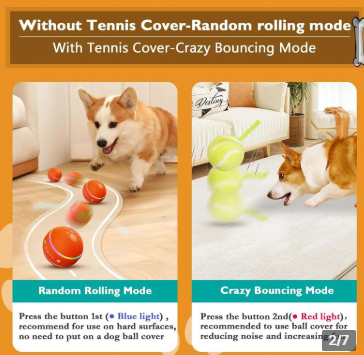 Without Tennis Cover-Random rolling mode
With Tennis Cover-Crazy Bouncing Mode
Destiny
Random Rolling Mode
Press the button 1st (● Blue light) ,
recommend for use on hard surfaces,
no need to put on a dog ball cover
Crazy Bouncing Mode
Press the button 2nd(● Red light),
recommended to use ball cover for
reducing noise and increasing
2/7